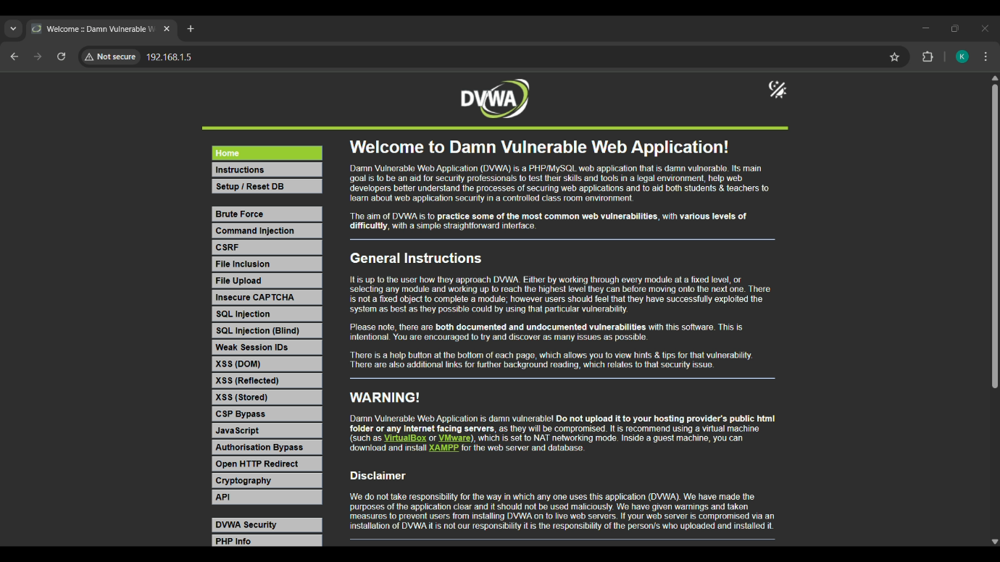 Welcome :: Damn Vulnerable W
Not secure
192.168.1.5
K
DVWA
Home
Instructions
Setup / Reset DB
Brute Force
Command Injection
CSRF
File Inclusion
File Upload
Insecure CAPTCHA
SQL Injection
SQL Injection (Blind)
Weak Session IDs
XSS (DOM)
XSS (Reflected)
XSS (Stored)
CSP Bypass
JavaScript
Authorisation Bypass
Open HTTP Redirect
Cryptography
API
DVWA Security
PHP Info
Welcome to Damn Vulnerable Web Application!
Damn Vulnerable Web Application (DVWA) is a PHP/MySQL web application that is damn vulnerable. Its main
goal is to be an aid for security professionals to test their skills and tools in a legal environment, help web
developers better understand the processes of securing web applications and to aid both students & teachers to
learn about web application security in a controlled class room environment.
The aim of DVWA is to practice some of the most common web vulnerabilities, with various levels of
difficultly, with a simple straightforward interface.
General Instructions
It is up to the user how they approach DVWA. Either by working through every module at a fixed level, or
selecting any module and working up to reach the highest level they can before moving onto the next one. There
is not a fixed object to complete a module; however users should feel that they have successfully exploited the
system as best as they possible could by using that particular vulnerability.
Please note, there are both documented and undocumented vulnerabilities with this software. This is
intentional. You are encouraged to try and discover as many issues as possible.
There is a help button at the bottom of each page, which allows you to view hints & tips for that vulnerability.
There are also additional links for further background reading, which relates to that security issue.
WARNING!
Damn Vulnerable Web Application is damn vulnerable! Do not upload it to your hosting provider's public html
folder or any Internet facing servers, as they will be compromised. It is recommend using a virtual machine
(such as VirtualBox or VMware), which is set to NAT networking mode. Inside a guest machine, you can
download and install XAMPP for the web server and database.
Disclaimer
We do not take responsibility for the way in which any one uses this application (DVWA). We have made the
purposes of the application clear and it should not be used maliciously. We have given warnings and taken
measures to prevent users from installing DVWA on to live web servers. If your web server is compromised via an
installation of DVWA it is not our responsibility it is the responsibility of the person/s who uploaded and installed it.